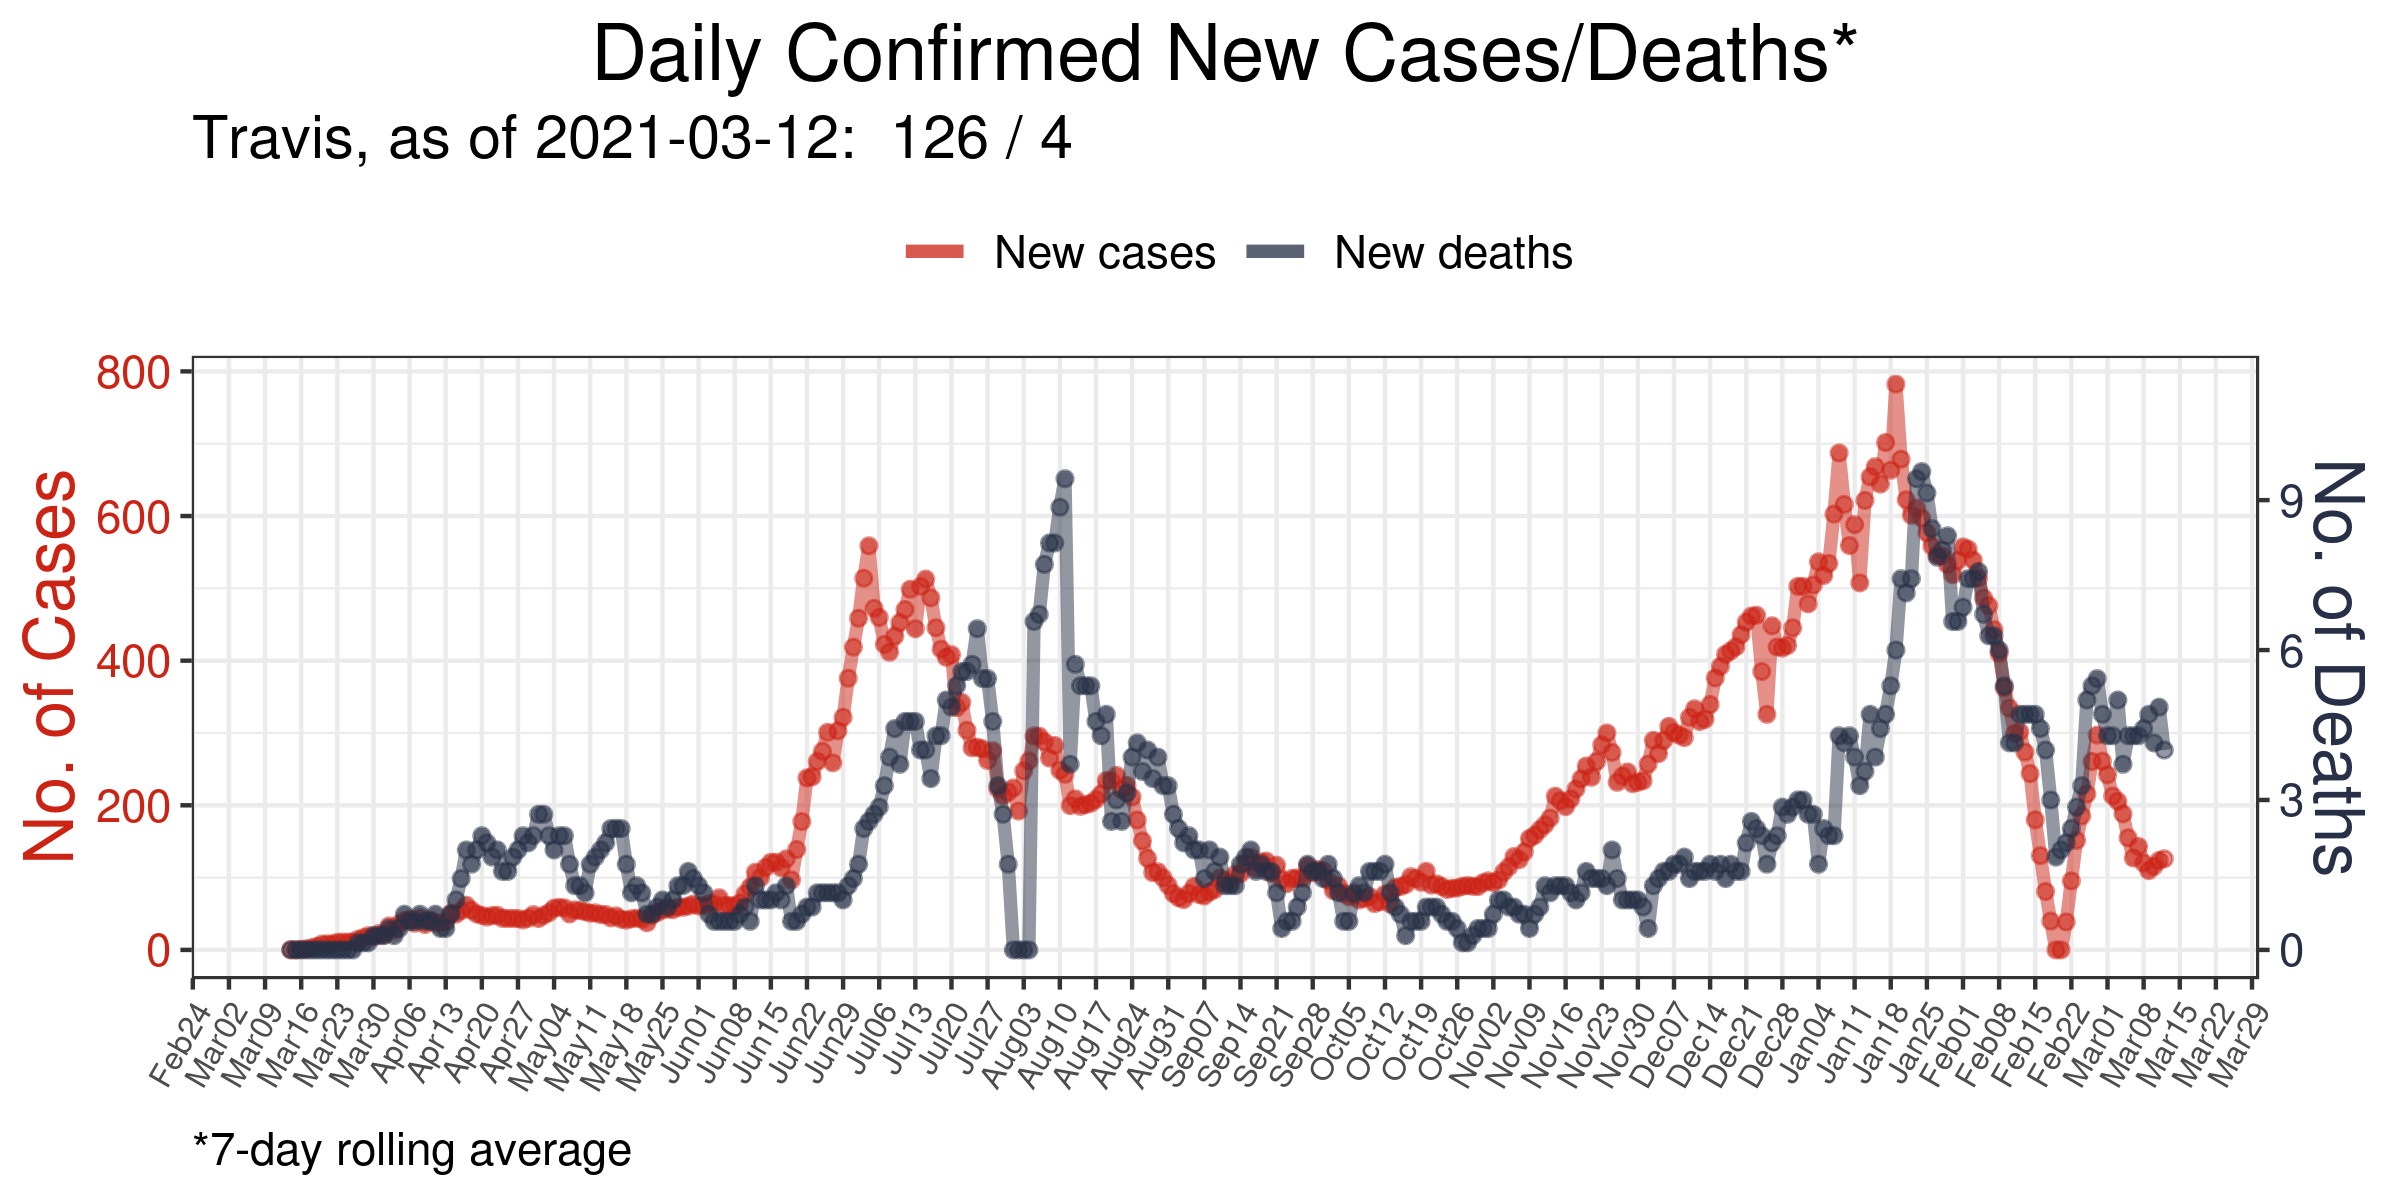 Daily Confirmed New Cases/Deaths*
Travis, as of 2021-03-12:  126 / 4
New cases New deaths
No. of Cases
800
600
400
200
0
No. of Deaths
9
6
3
0
Feb24 Mar02 Mar09 Mar16 Mar23 Mar30 Apr06 Apr13 Apr20 Apr27 May04 May11 May18 May25 Jun01 Jun08 Jun15 Jun22 Jun29 Jul06 Jul13 Jul20 Jul27 Aug03 Aug10 Aug17 Aug24 Aug31 Sep07 Sep14 Sep21 Sep28 Oct05 Oct12 Oct19 Oct26 Nov02 Nov09 Nov16 Nov23 Nov30 Dec07 Dec14 Dec21 Dec28 Jan04 Jan11 Jan18 Jan25 Feb01 Feb08 Feb15 Feb22 Mar01 Mar08 Mar15 Mar22 Mar29
*7-day rolling average